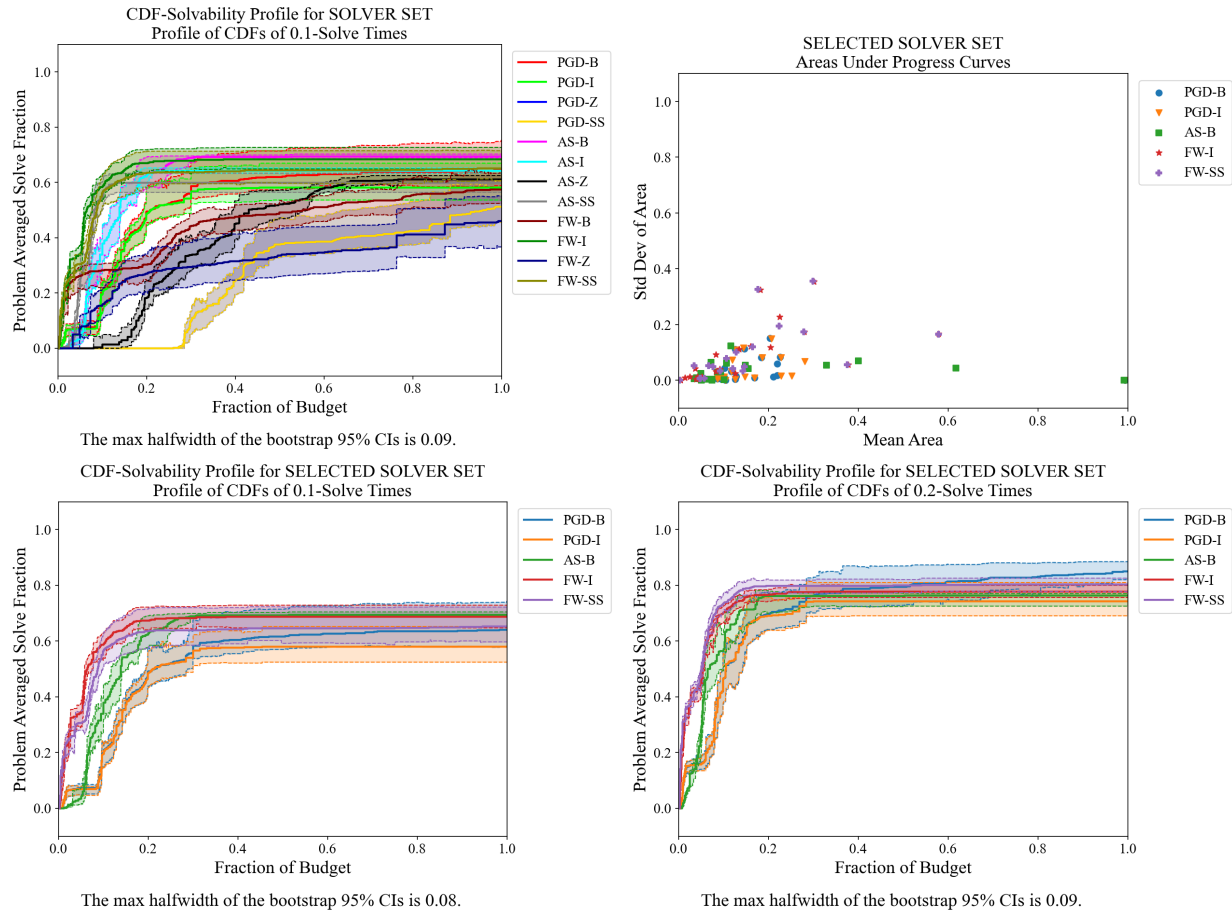 CDF-Solvability Profile for SOLVER SET
Profile of CDFs of 0.1-Solve Times
Problem Averaged Solve Fraction
1.0
0.8
0.6
0.4
0.2
0.0
0.0 0.2 0.4 0.6 0.8 1.0
Fraction of Budget
PGD-B
PGD-I
PGD-Z
PGD-SS
AS-B
AS-I
AS-Z
AS-SS
FW-B
FW-I
FW-Z
FW-SS
The max halfwidth of the bootstrap 95% CIs is 0.09.
SELECTED SOLVER SET
Areas Under Progress Curves
Std Dev of Area
1.0
0.8
0.6
0.4
0.2
0.0
0.0 0.2 0.4 0.6 0.8 1.0
Mean Area
PGD-B
PGD-I
AS-B
FW-I
FW-SS
CDF-Solvability Profile for SELECTED SOLVER SET
Profile of CDFs of 0.1-Solve Times
Problem Averaged Solve Fraction
1.0
0.8
0.6
0.4
0.2
0.0
0.0 0.2 0.4 0.6 0.8 1.0
Fraction of Budget
PGD-B
PGD-I
AS-B
FW-I
FW-SS
The max halfwidth of the bootstrap 95% CIs is 0.08.
CDF-Solvability Profile for SELECTED SOLVER SET
Profile of CDFs of 0.2-Solve Times
Problem Averaged Solve Fraction
1.0
0.8
0.6
0.4
0.2
0.0
0.0 0.2 0.4 0.6 0.8 1.0
Fraction of Budget
PGD-B
PGD-I
AS-B
FW-I
FW-SS
The max halfwidth of the bootstrap 95% CIs is 0.09.